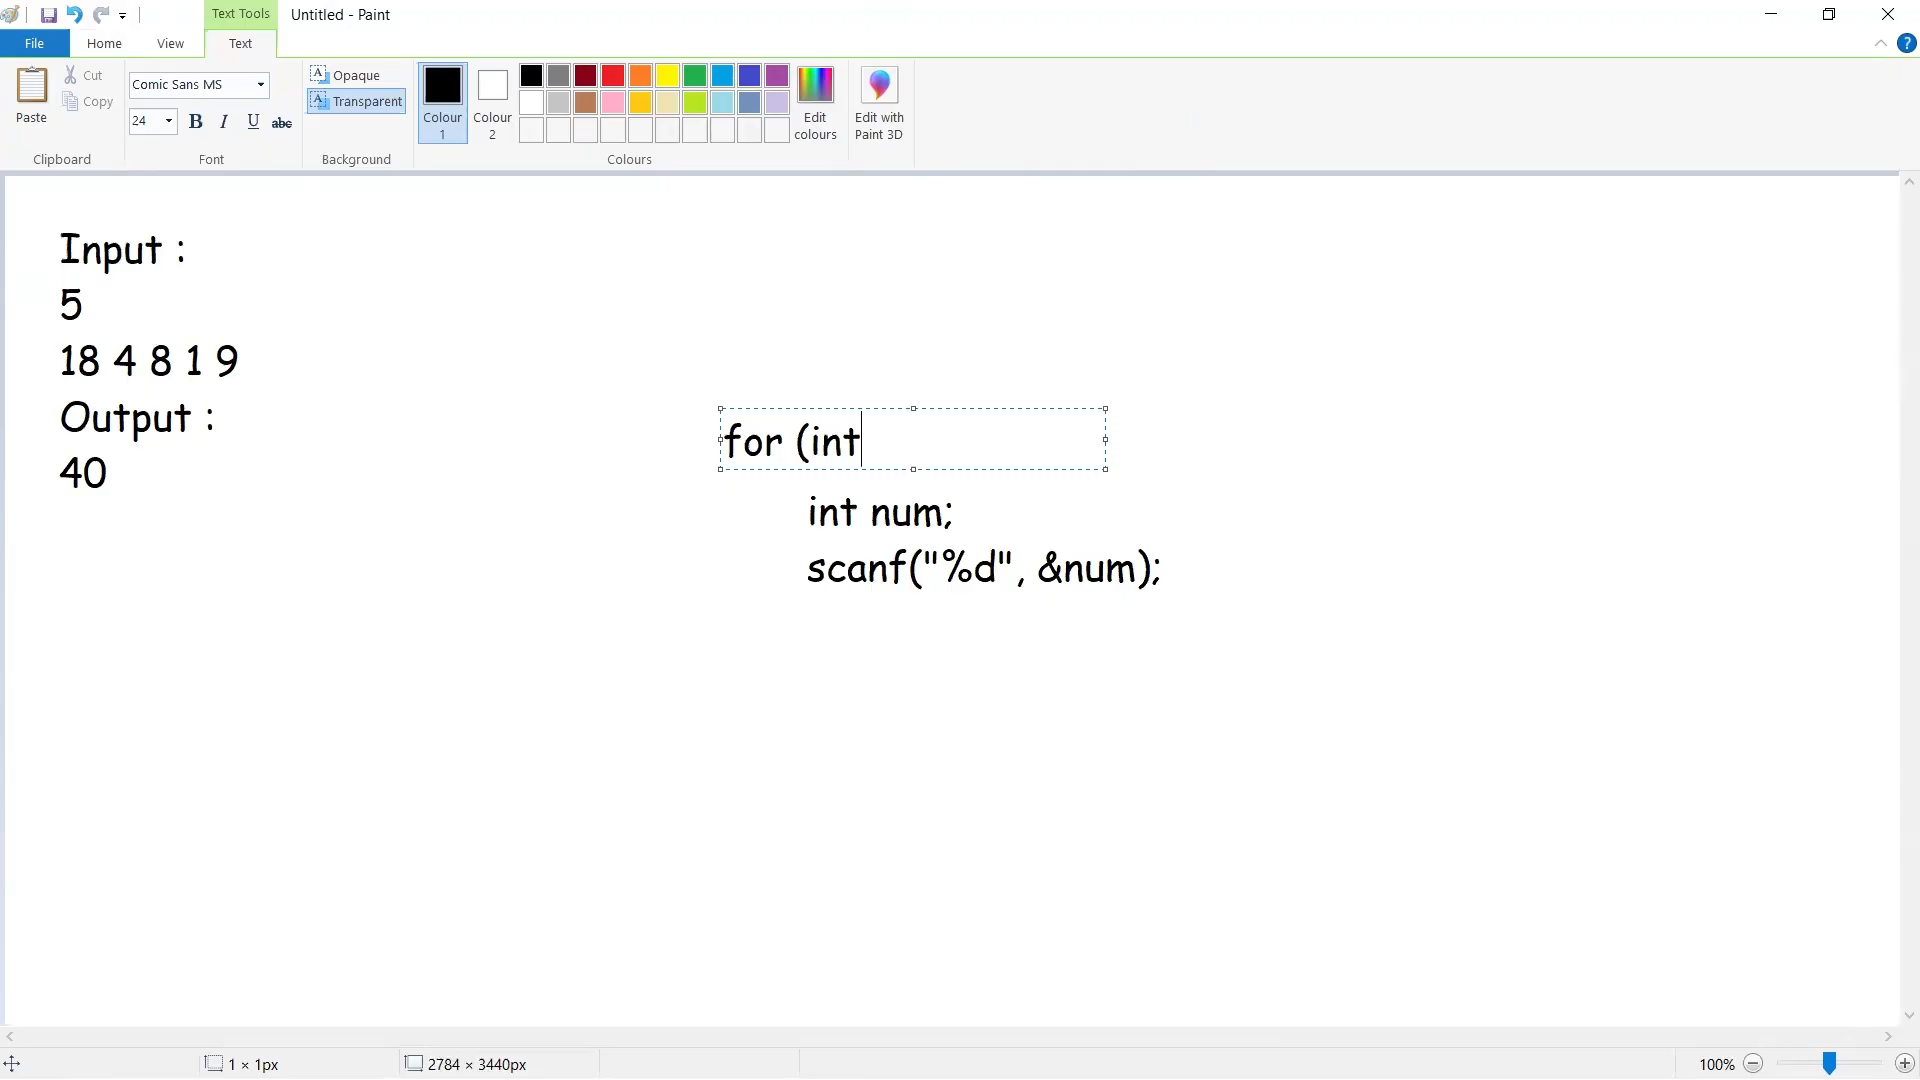 Text Tools
Untitled - Paint
File
Home
View
Text
Paste
Cut
Copy
Clipboard
Comic Sans MS
24
B I U abc
Font
Opaque
Transparent
Background
Colour 1
Colour 2
Edit colours
Colours
Edit with Paint 3D
Input :
5
18 4 8 1 9
Output :
40
for (int
int num;
scanf("%d", &num);
1 × 1px
2784 × 3440px
100%